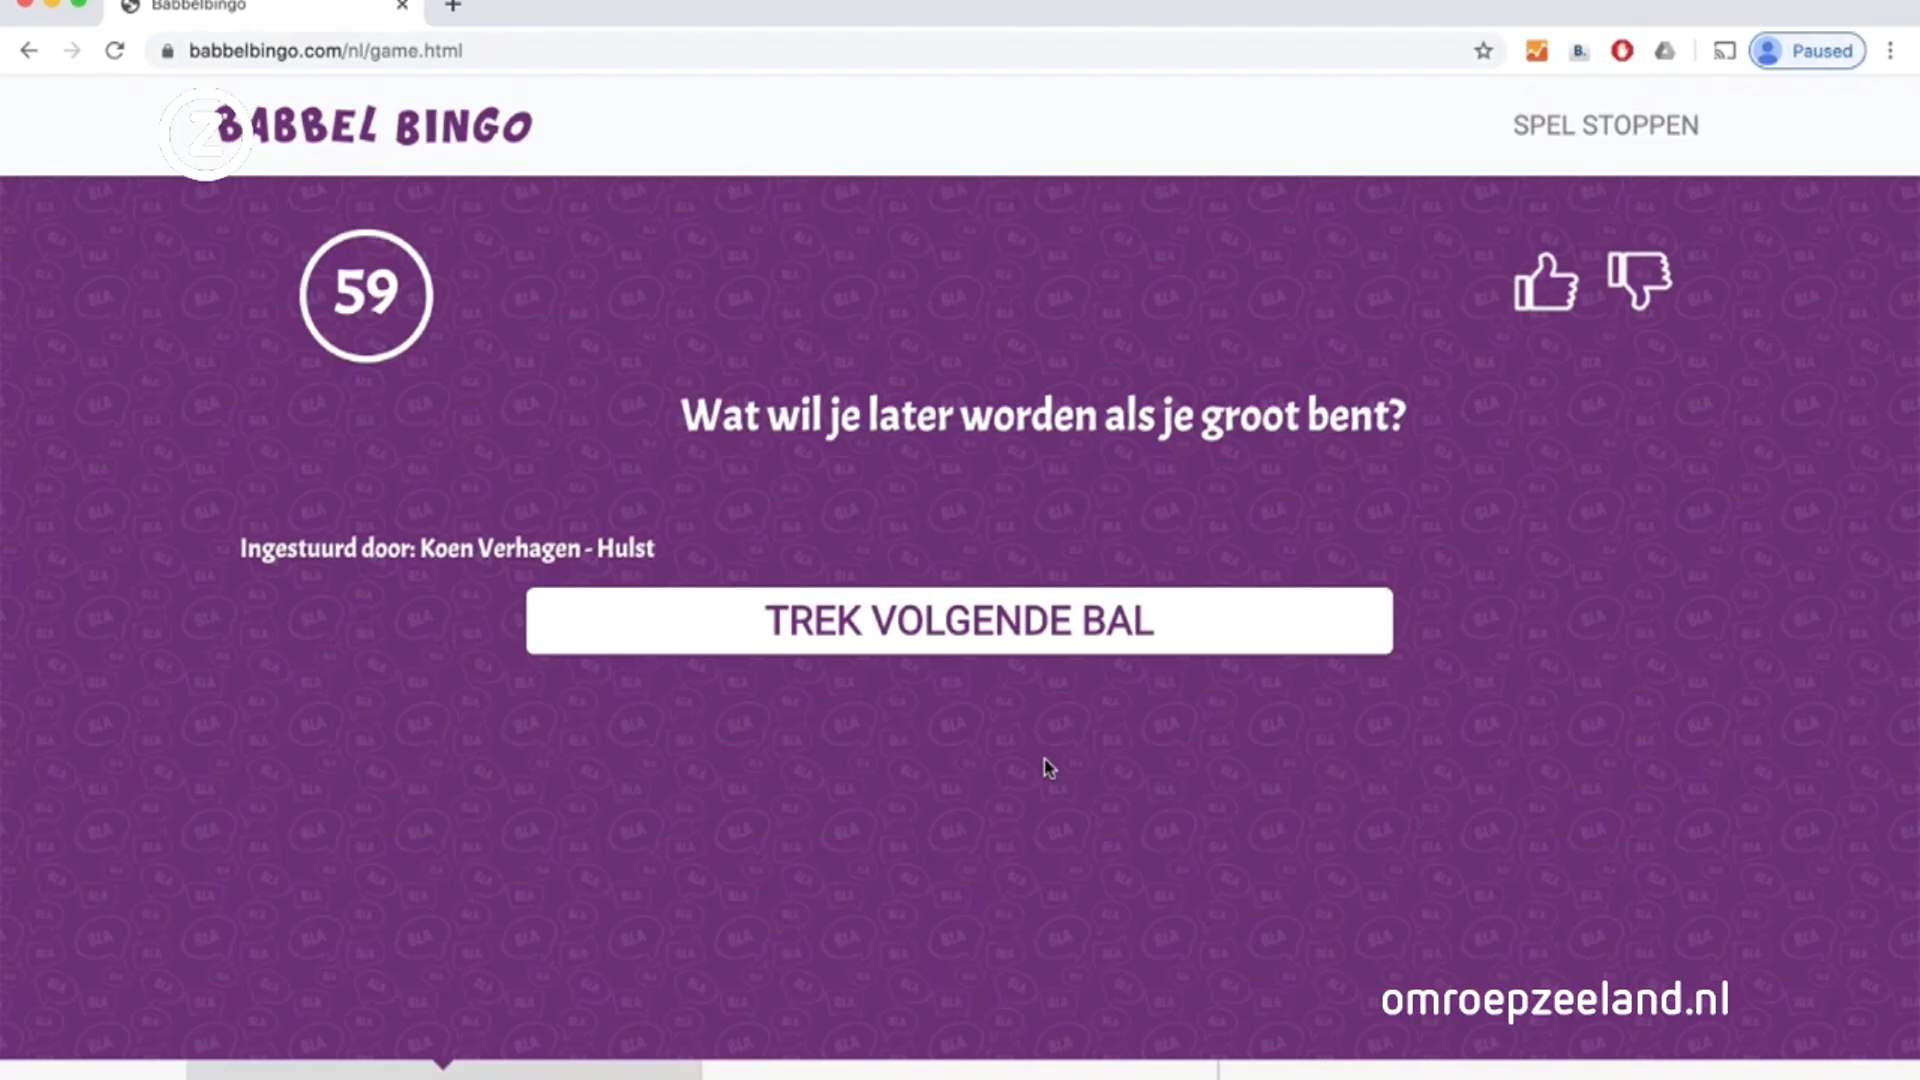 Babbelbingo
babbelbingo.com/nl/game.html
Paused
BABBEL BINGO
SPEL STOPPEN
59
Wat wil je later worden als je groot bent?
Ingestuurd door: Koen Verhagen - Hulst
TREK VOLGENDE BAL
omroepzeeland.nl